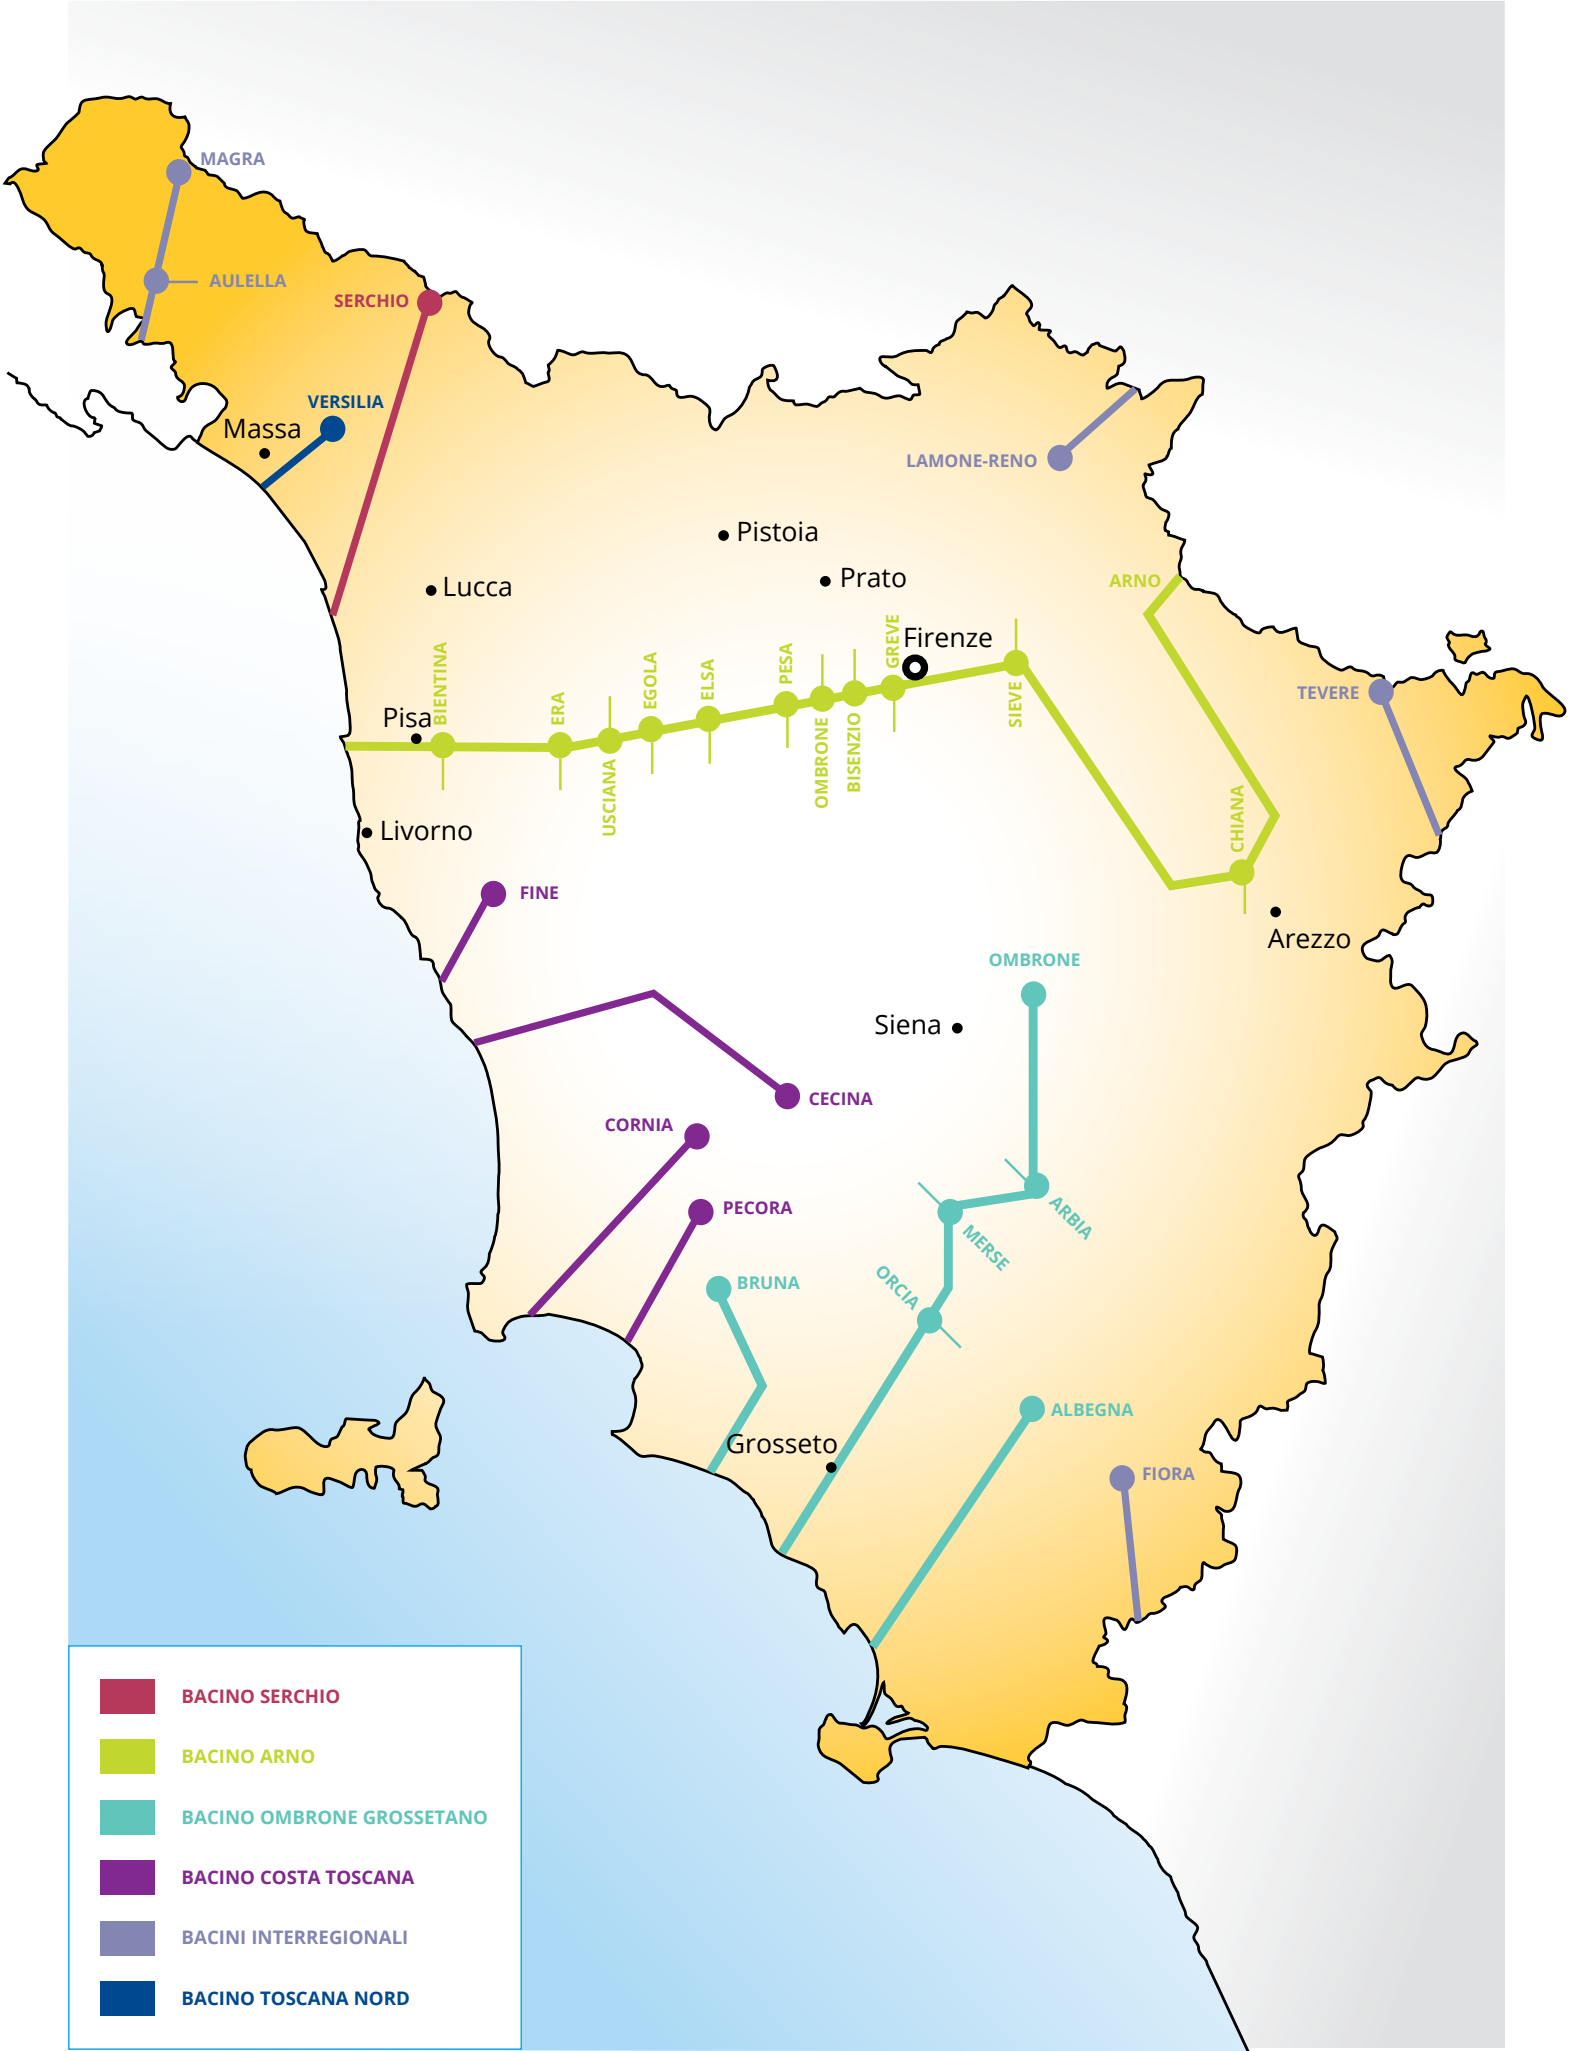 MAGRA
AULELLA
SERCHIO
VERSILIA
Massa
LAMONE-RENO
Pistoia
Prato
Lucca
ARNO
Firenze
GREVE
BIENTINA
ERA
USCIANA
EGOLA
ELSA
PESA
OMBRONE
BISENZIO
SIEVE
TEVERE
Pisa
Livorno
CHIANA
FINE
Arezzo
OMBRONE
Siena
CECINA
CORNIA
PECORA
ARBIA
MERSE
ORCIA
BRUNA
ALBEGNA
Grosseto
FIORA
BACINO SERCHIO
BACINO ARNO
BACINO OMBRONE GROSSETANO
BACINO COSTA TOSCANA
BACINI INTERREGIONALI
BACINO TOSCANA NORD